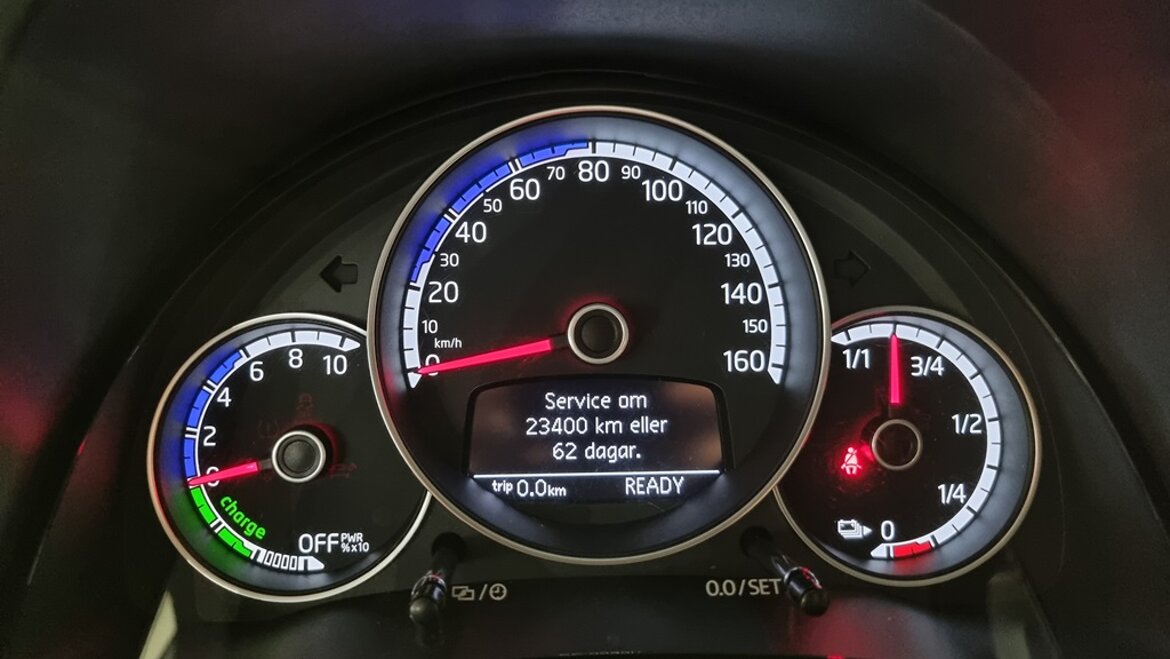 0 10 20 30 40 50 60 70 80 90 100 110 120 130 140 150 160
km/h
Service om
23400 km eller
62 dagar.
trip 0.0 km READY
0 2 4 6 8 10
charge
OFF PWR
%x10
1/1 3/4 1/2 1/4 0
0.0/SET